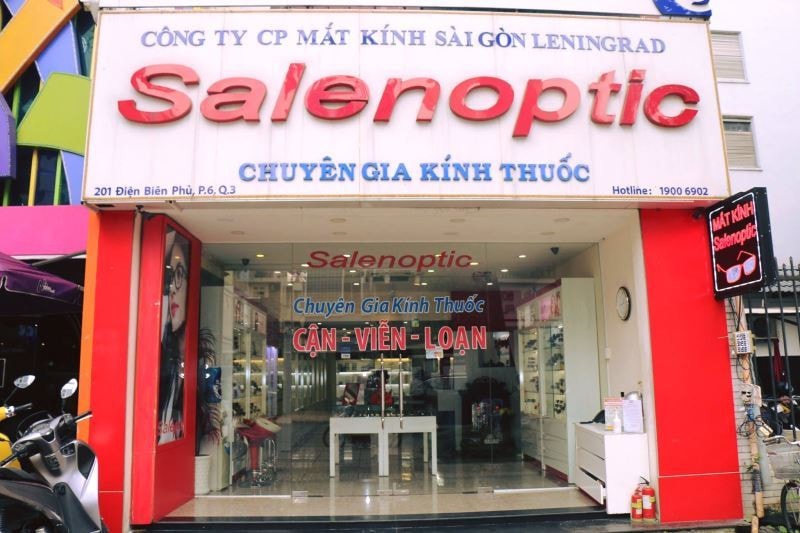 CÔNG TY CP MẮT KÍNH SÀI GÒN LENINGRAD
Salenoptic
CHUYÊN GIA KÍNH THUỐC
201 Điện Biên Phủ, P.6, Q.3
Hotline: 1900 6902
MẮT KÍNH
Salenoptic
Salenoptic
Chuyên Gia Kính Thuốc
CẬN - VIỄN - LOẠN
Salenoptic